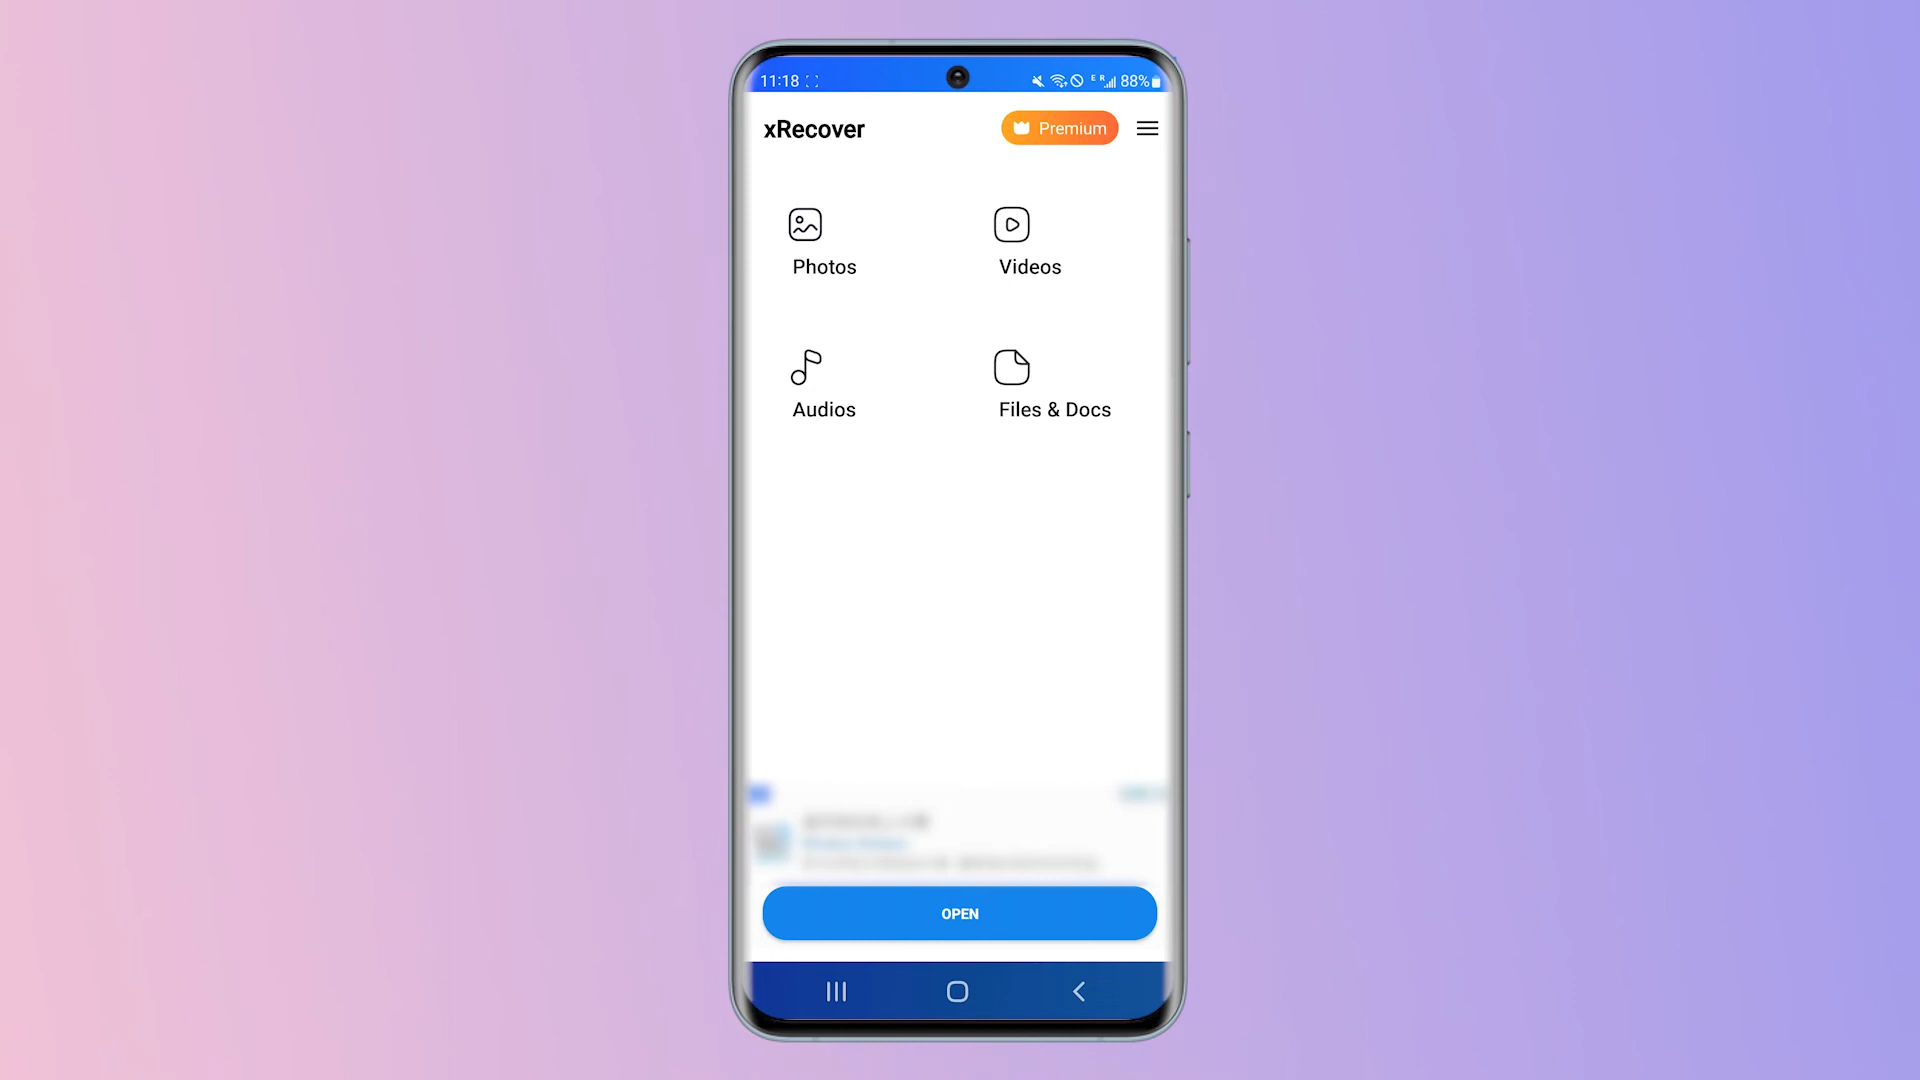 11:18
E R 88%
xRecover
Premium
Photos
Videos
Audios
Files & Docs
OPEN